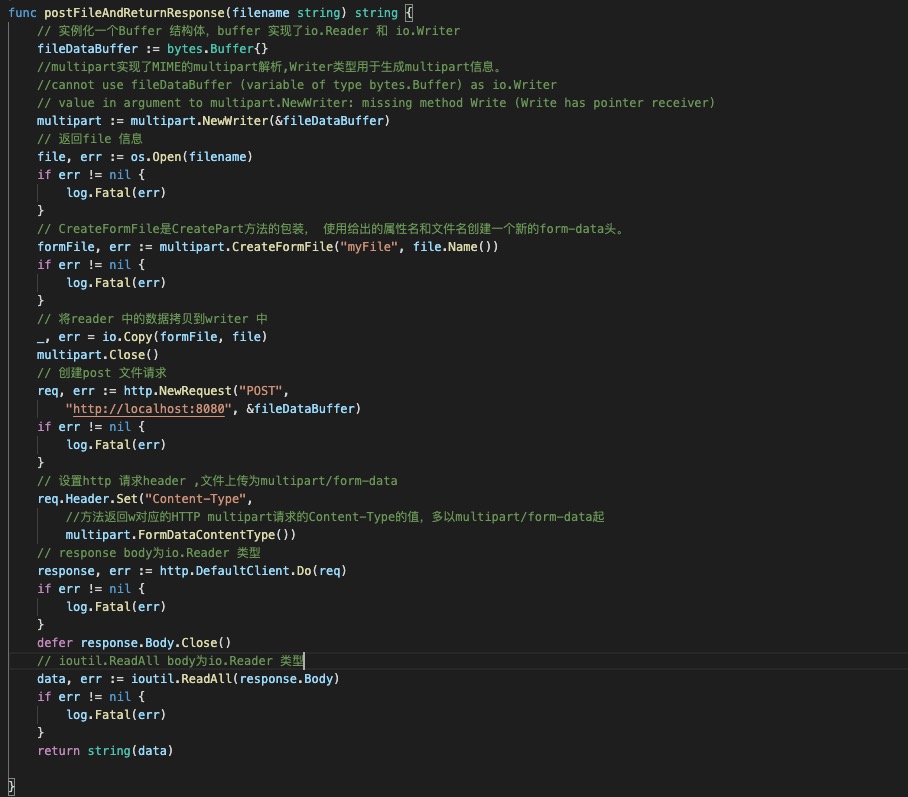 func postFileAndReturnResponse(filename string) string {
// 实例化一个Buffer 结构体，buffer 实现了io.Reader 和 io.Writer
fileDataBuffer := bytes.Buffer{}
//multipart实现了MIME的multipart解析,Writer类型用于生成multipart信息。
//cannot use fileDataBuffer (variable of type bytes.Buffer) as io.Writer
// value in argument to multipart.NewWriter: missing method Write (Write has pointer receiver)
multipart := multipart.NewWriter(&fileDataBuffer)
// 返回file 信息
file, err := os.Open(filename)
if err != nil {
log.Fatal(err)
}
// CreateFormFile是CreatePart方法的包装， 使用给出的属性名和文件名创建一个新的form-data头。
formFile, err := multipart.CreateFormFile("myFile", file.Name())
if err != nil {
log.Fatal(err)
}
// 将reader 中的数据拷贝到writer 中
_, err = io.Copy(formFile, file)
multipart.Close()
// 创建post 文件请求
req, err := http.NewRequest("POST",
"http://localhost:8080", &fileDataBuffer)
if err != nil {
log.Fatal(err)
}
// 设置http 请求header ,文件上传为multipart/form-data
req.Header.Set("Content-Type",
//方法返回w对应的HTTP multipart请求的Content-Type的值，多以multipart/form-data起
multipart.FormDataContentType())
// response body为io.Reader 类型
response, err := http.DefaultClient.Do(req)
if err != nil {
log.Fatal(err)
}
defer response.Body.Close()
// ioutil.ReadAll body为io.Reader 类型
data, err := ioutil.ReadAll(response.Body)
if err != nil {
log.Fatal(err)
}
return string(data)
}